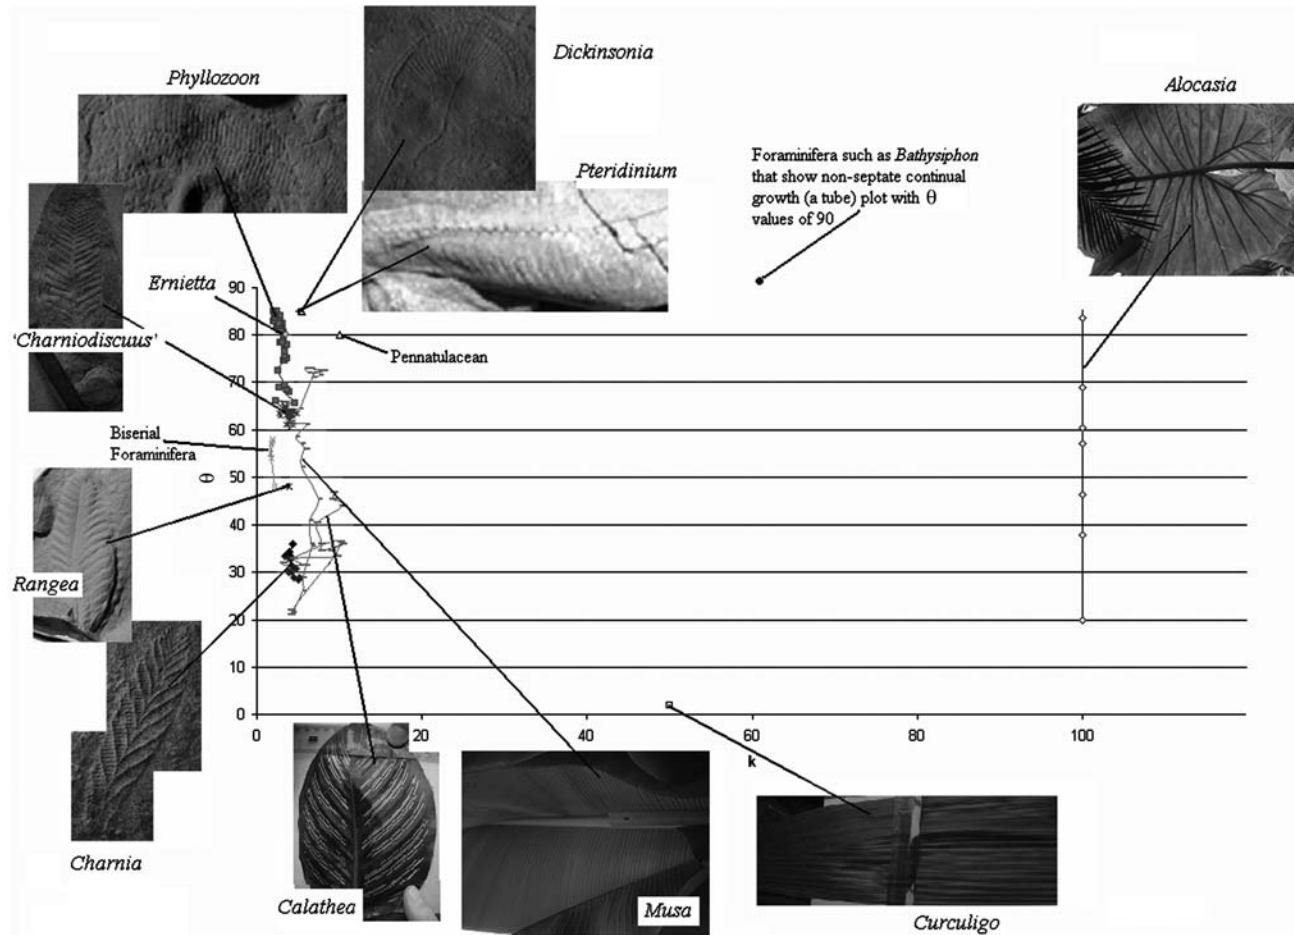 Dickinsonia
Phyllozoon
Alocasia
Pteridinium
Foraminifera such as Bathysiphon
that show non-septate continual
growth (a tube) plot with θ
values of 90
Ernietta
'Charniodiscuus'
Pennatulacean
Biserial
Foraminifera
Rangea
Charnia
Calathea
Musa
Curculigo
θ
90
80
70
60
50
40
30
20
10
0
0
20
40
60
80
100
k